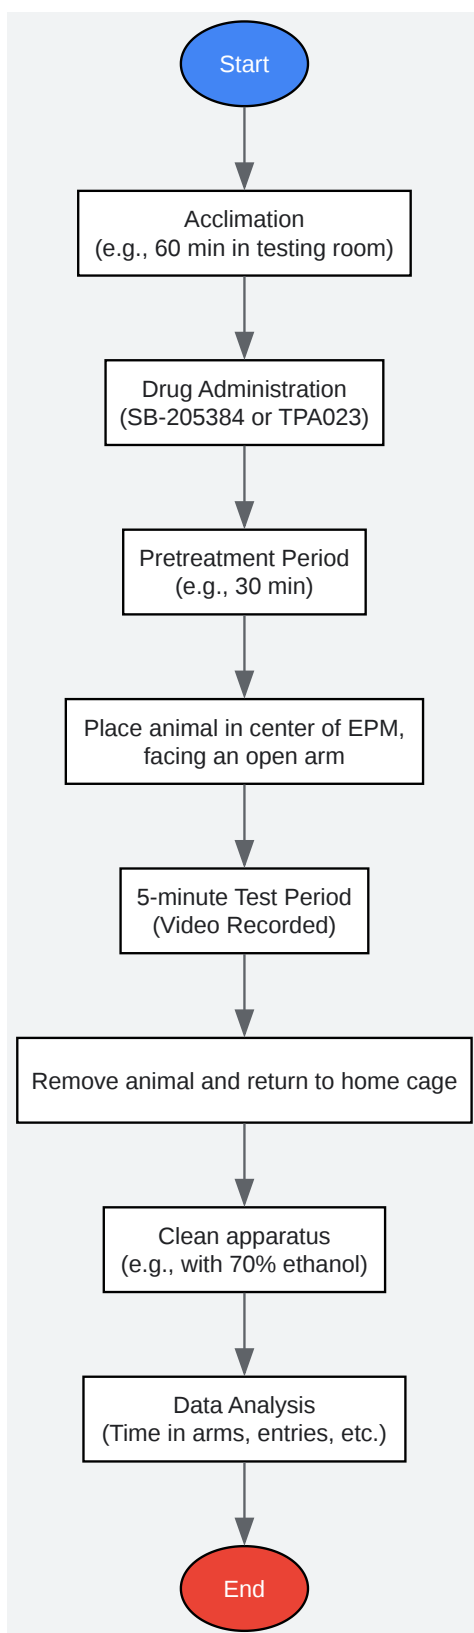 Start
Acclimation
(e.g., 60 min in testing room)
Drug Administration
(SB-205384 or TPA023)
Pretreatment Period
(e.g., 30 min)
Place animal in center of EPM,
facing an open arm
5-minute Test Period
(Video Recorded)
Remove animal and return to home cage
Clean apparatus
(e.g., with 70% ethanol)
Data Analysis
(Time in arms, entries, etc.)
End